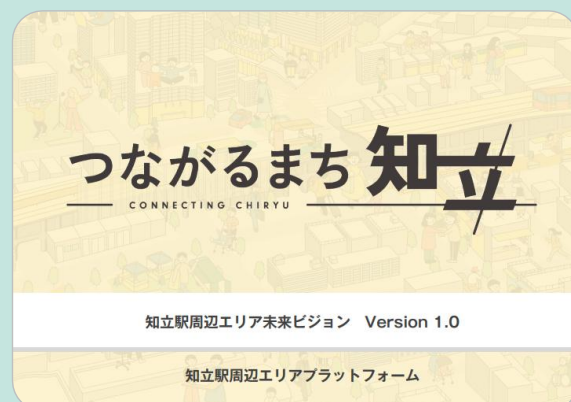 つながるまち 知立
CONNECTING CHIRYU
知立駅周辺エリア未来ビジョン Version 1.0
知立駅周辺エリアプラットフォーム